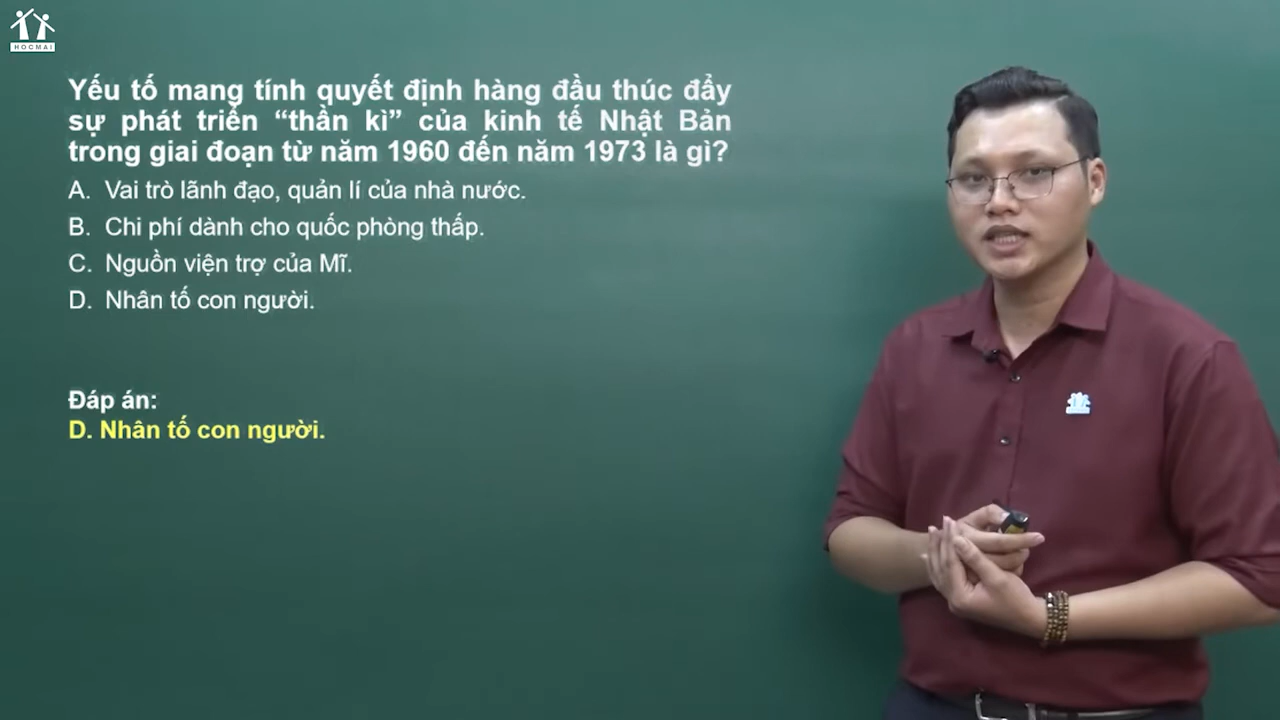 HOCMAI
Yếu tố mang tính quyết định hàng đầu thúc đẩy
sự phát triển “thần kì” của kinh tế Nhật Bản
trong giai đoạn từ năm 1960 đến năm 1973 là gì?
A. Vai trò lãnh đạo, quản lí của nhà nước.
B. Chi phí dành cho quốc phòng thấp.
C. Nguồn viện trợ của Mĩ.
D. Nhân tố con người.
Đáp án:
D. Nhân tố con người.